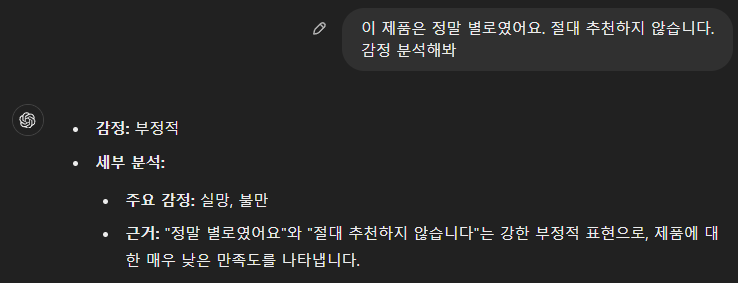 이 제품은 정말 별로였어요. 절대 추천하지 않습니다.
감정 분석해봐
감정: 부정적
세부 분석:
주요 감정: 실망, 불만
근거: "정말 별로였어요"와 "절대 추천하지 않습니다"는 강한 부정적 표현으로, 제품에 대
한 매우 낮은 만족도를 나타냅니다.